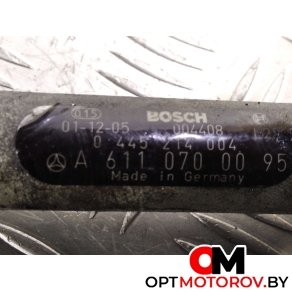 BOSCH
01-12-05 004408
0 445 214 004
A 611 070 00 95
Made in Germany
OPTMOTOROV.BY